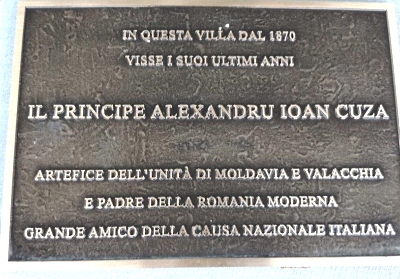 IN QUESTA VILLA DAL 1870
VISSE I SUOI ULTIMI ANNI
IL PRINCIPE ALEXANDRU IOAN CUZA
ARTEFICE DELL'UNITÀ DI MOLDAVIA E VALACCHIA
E PADRE DELLA ROMANIA MODERNA
GRANDE AMICO DELLA CAUSA NAZIONALE ITALIANA